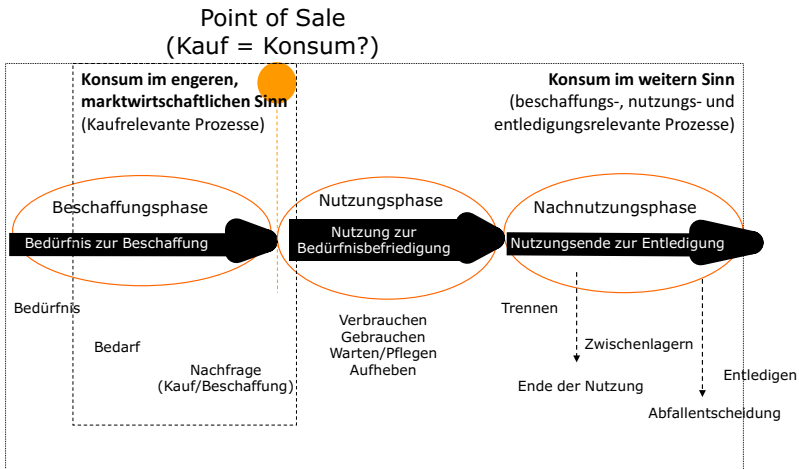 Point of Sale
(Kauf = Konsum?)
Konsum im engeren,
marktwirtschaftlichen Sinn
(Kaufrelevante Prozesse)
Konsum im weitern Sinn
(beschaffungs-, nutzungs- und
entledigungsrelevante Prozesse)
Beschaffungsphase
Bedürfnis zur Beschaffung
Nutzungsphase
Nutzung zur
Bedürfnisbefriedigung
Nachnutzungsphase
Nutzungsende zur Entledigung
Bedürfnis
Bedarf
Nachfrage
(Kauf/Beschaffung)
Verbrauchen
Gebrauchen
Warten/Pflegen
Aufheben
Trennen
Zwischenlagern
Ende der Nutzung
Entledigen
Abfallentscheidung